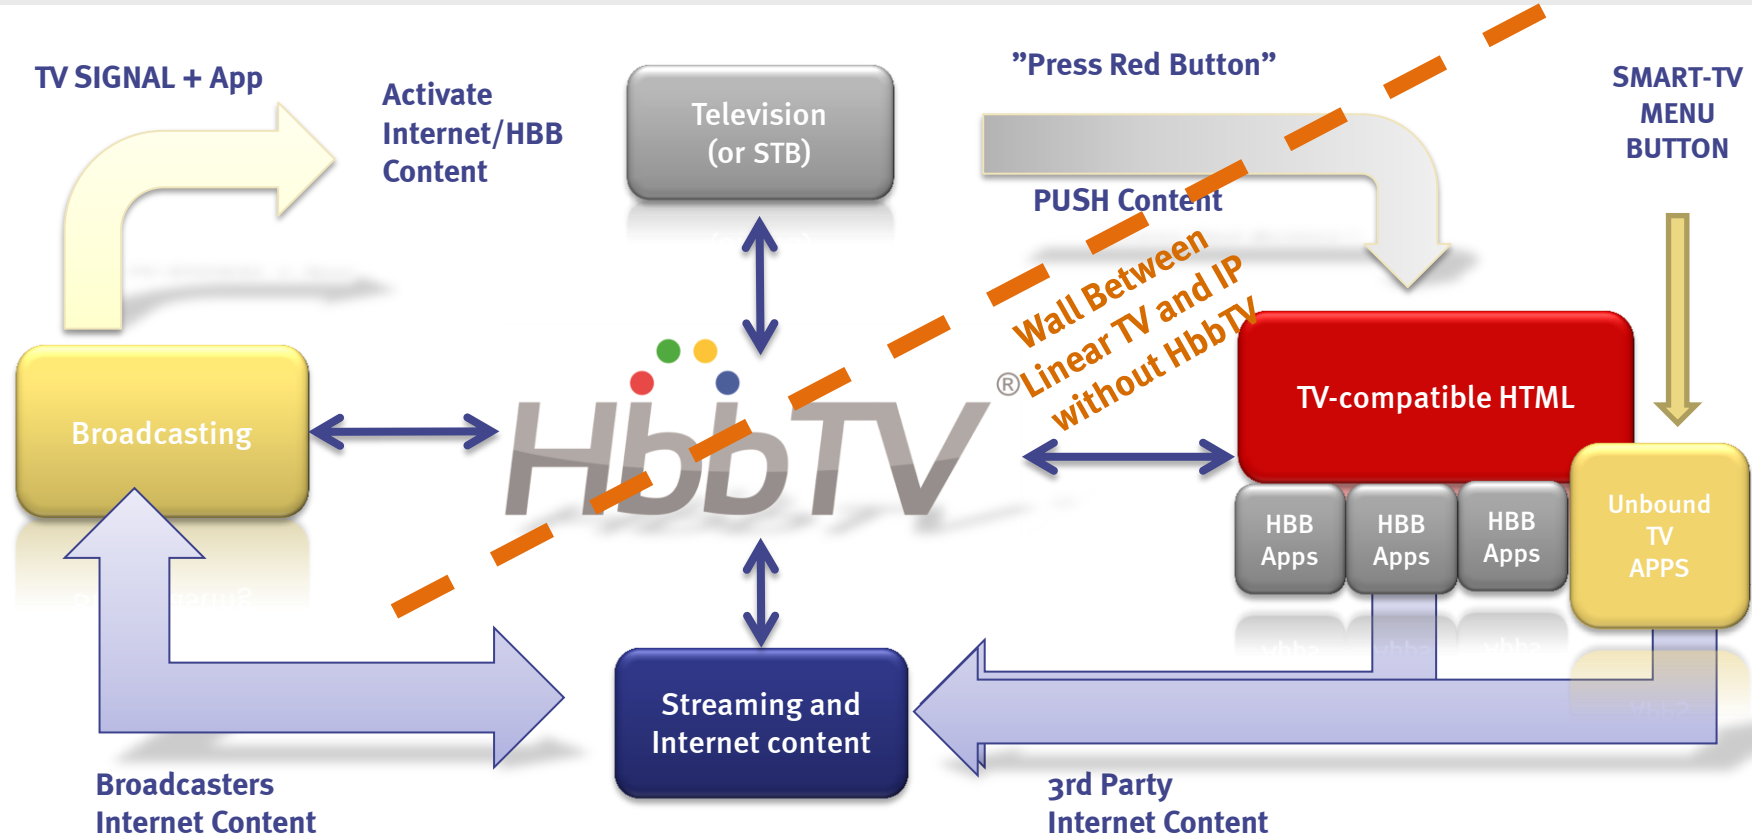 TV SIGNAL + App
Activate
Internet/HBB
Content
Television
(or STB)
”Press Red Button”
PUSH Content
SMART-TV
MENU
BUTTON
Wall Between
Linear TV and IP
without HbbTV
Broadcasting
HbbTV®
TV-compatible HTML
HBB
Apps
HBB
Apps
HBB
Apps
Unbound
TV
APPS
Streaming and
Internet content
Broadcasters
Internet Content
3rd Party
Internet Content